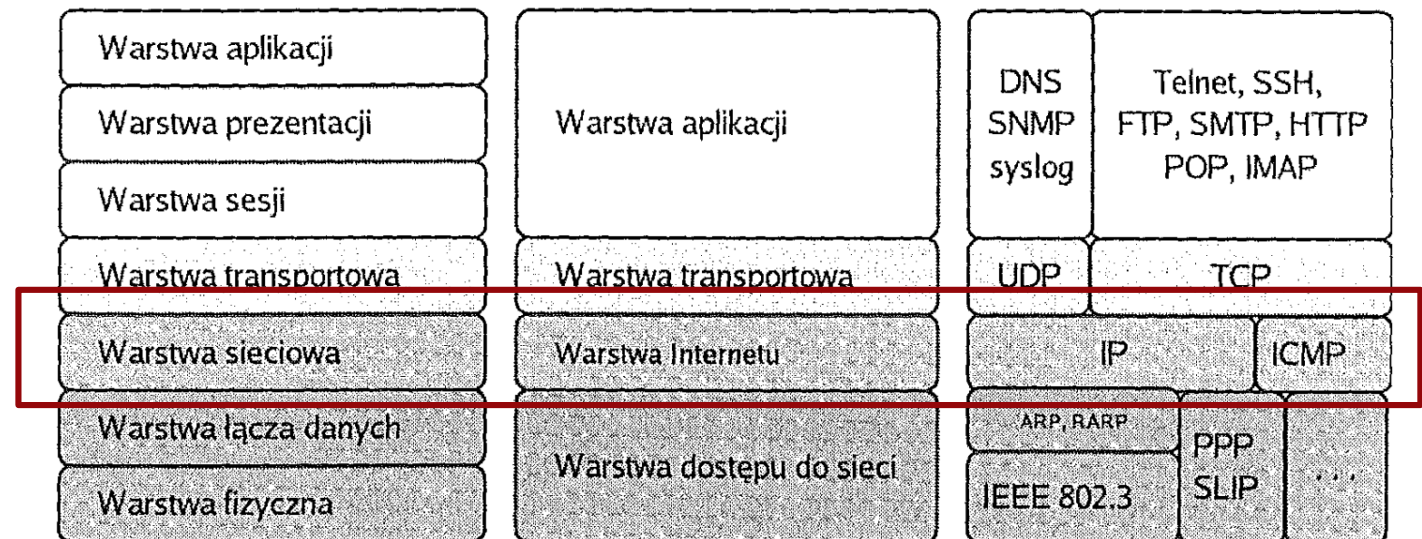 Warstwa aplikacji
Warstwa prezentacji
Warstwa sesji
Warstwa transportowa
Warstwa sieciowa
Warstwa łącza danych
Warstwa fizyczna
Warstwa aplikacji
Warstwa transportowa
Warstwa Internetu
Warstwa dostępu do sieci
DNS
SNMP
syslog
Telnet, SSH,
FTP, SMTP, HTTP
POP, IMAP
UDP
TCP
IP
ICMP
ARP, RARP
IEEE 802.3
PPP
SLIP
...